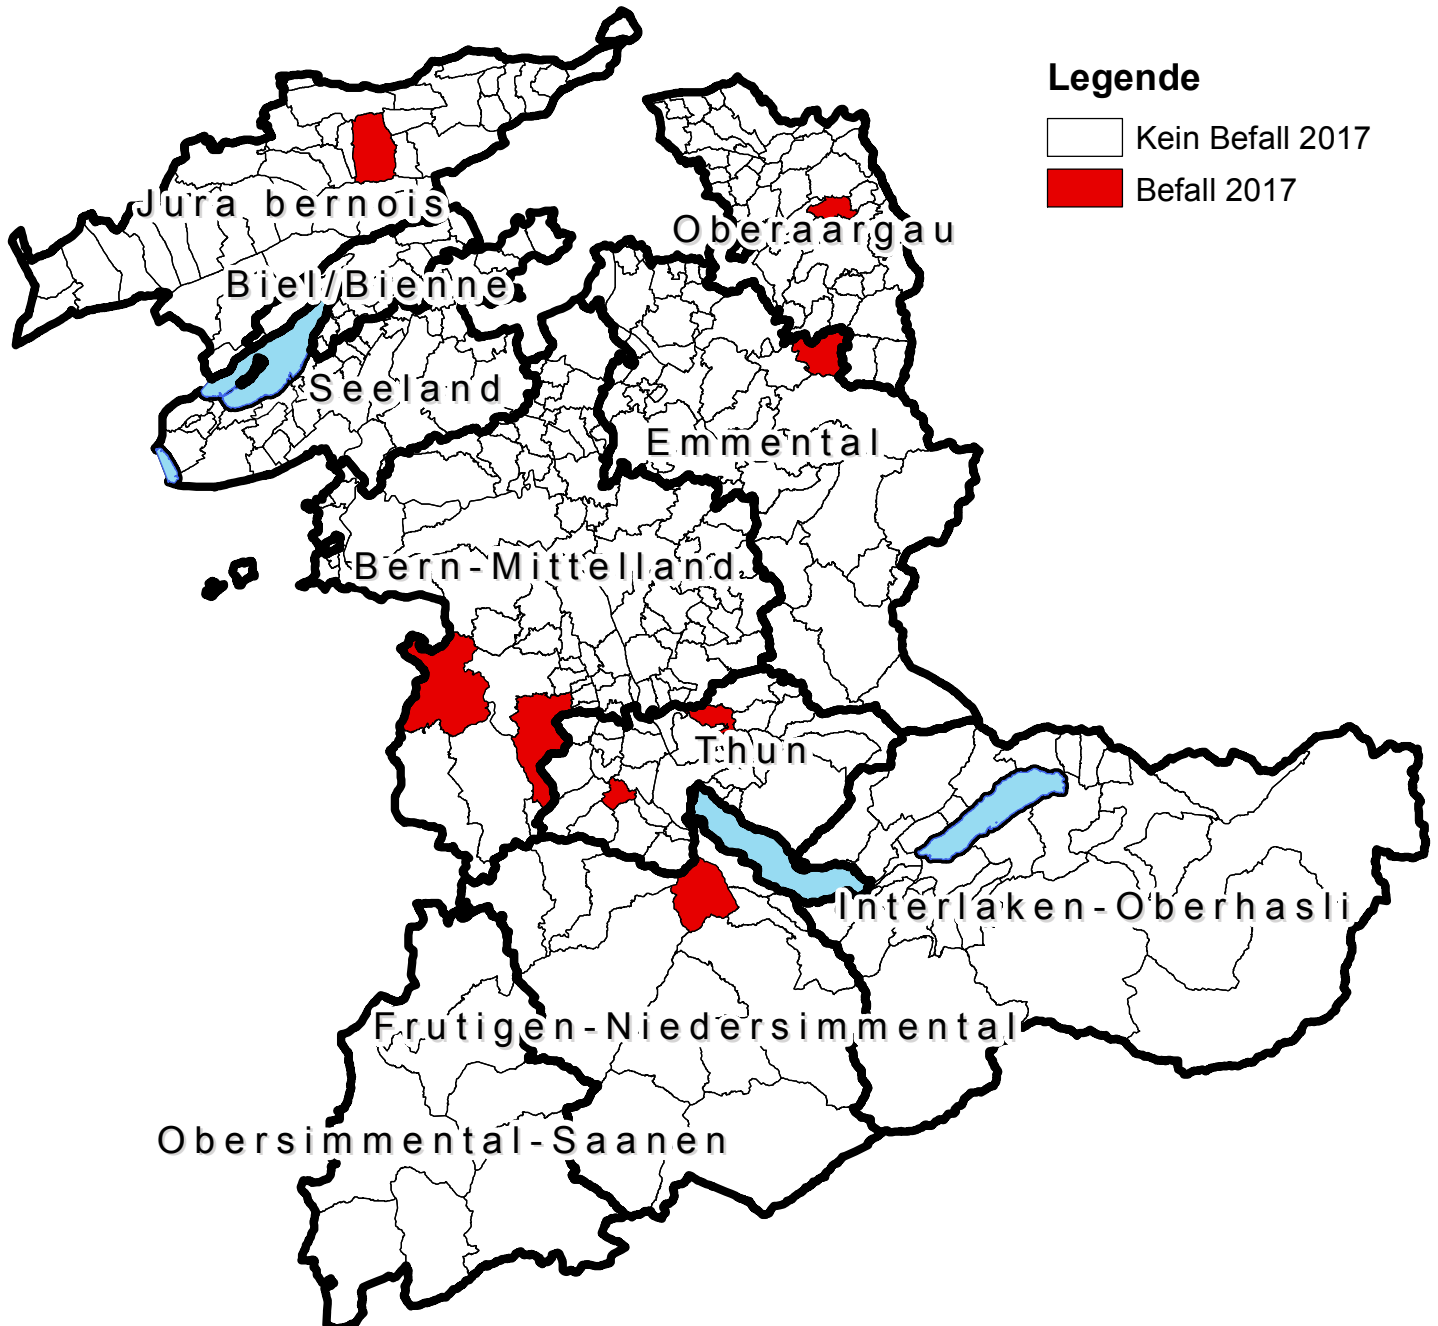 Legende
Kein Befall 2017
Befall 2017
Jura bernois
Oberaargau
Biel/Bienne
Seeland
Emmental
Bern-Mittelland
Thun
Interlaken-Oberhasli
Frutigen-Niedersimmental
Obersimmental-Saanen